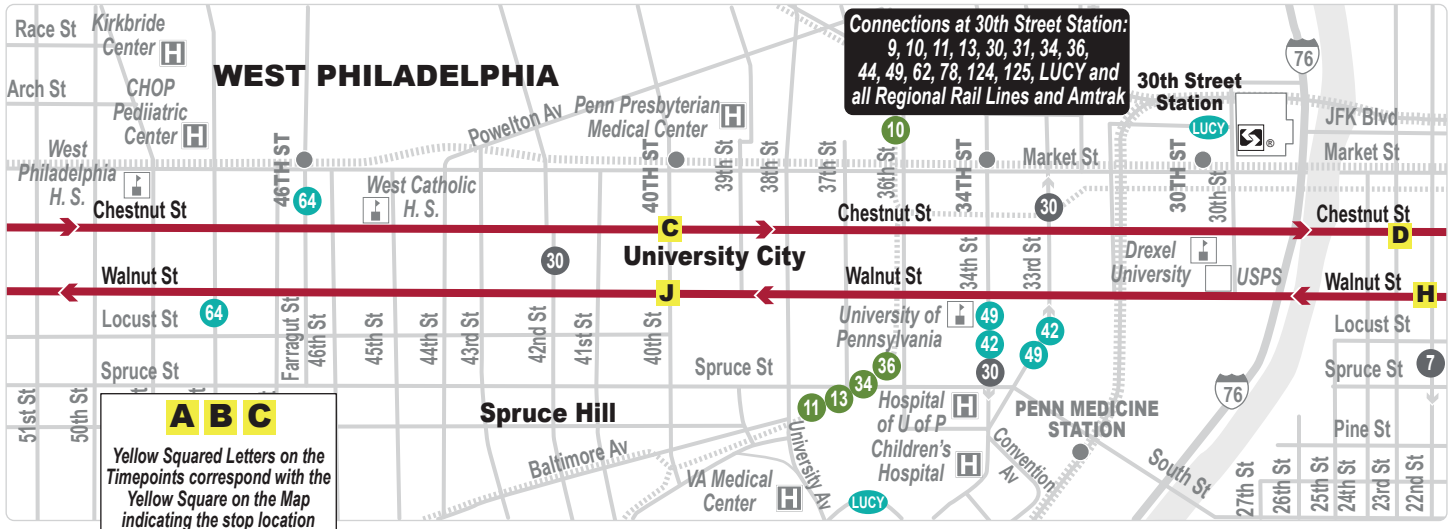 Race St
Kirkbride
Center
H
Arch St
CHOP
Pediatric
Center
H
WEST PHILADELPHIA
Powelton Av
Penn Presbyterian
Medical Center
H
Connections at 30th Street Station:
9, 10, 11, 13, 30, 31, 34, 36,
44, 49, 62, 78, 124, 125, LUCY and
all Regional Rail Lines and Amtrak
10
30th Street
Station
LUCY
®
76
JFK Blvd
Market St
Market St
West
Philadelphia
H. S.
46TH ST
64
West Catholic
H. S.
40TH ST
39th St
38th St
37th St
36th St
34TH ST
30
30TH ST
30th St
Chestnut St
C
Chestnut St
Chestnut St
D
30
University City
34th St
33rd St
Drexel
University
USPS
Walnut St
J
Walnut St
Walnut St
H
Locust St
64
Farragut St
46th St
45th St
44th St
43rd St
42nd St
41st St
40th St
University of
Pennsylvania
49
42
30
42
49
Locust St
7
Spruce St
Spruce St
Spruce St
36
34
13
11
51st St
50th St
Spruce Hill
Hospital
of U of P
H
Children's
Hospital
H
PENN MEDICINE
STATION
76
Pine St
A B C
Yellow Squared Letters on the
Timepoints correspond with the
Yellow Square on the Map
indicating the stop location
Baltimore Av
University Av
VA Medical
Center
H
LUCY
Convention
Av
South St
27th St
26th St
25th St
24th St
23rd St
22nd St